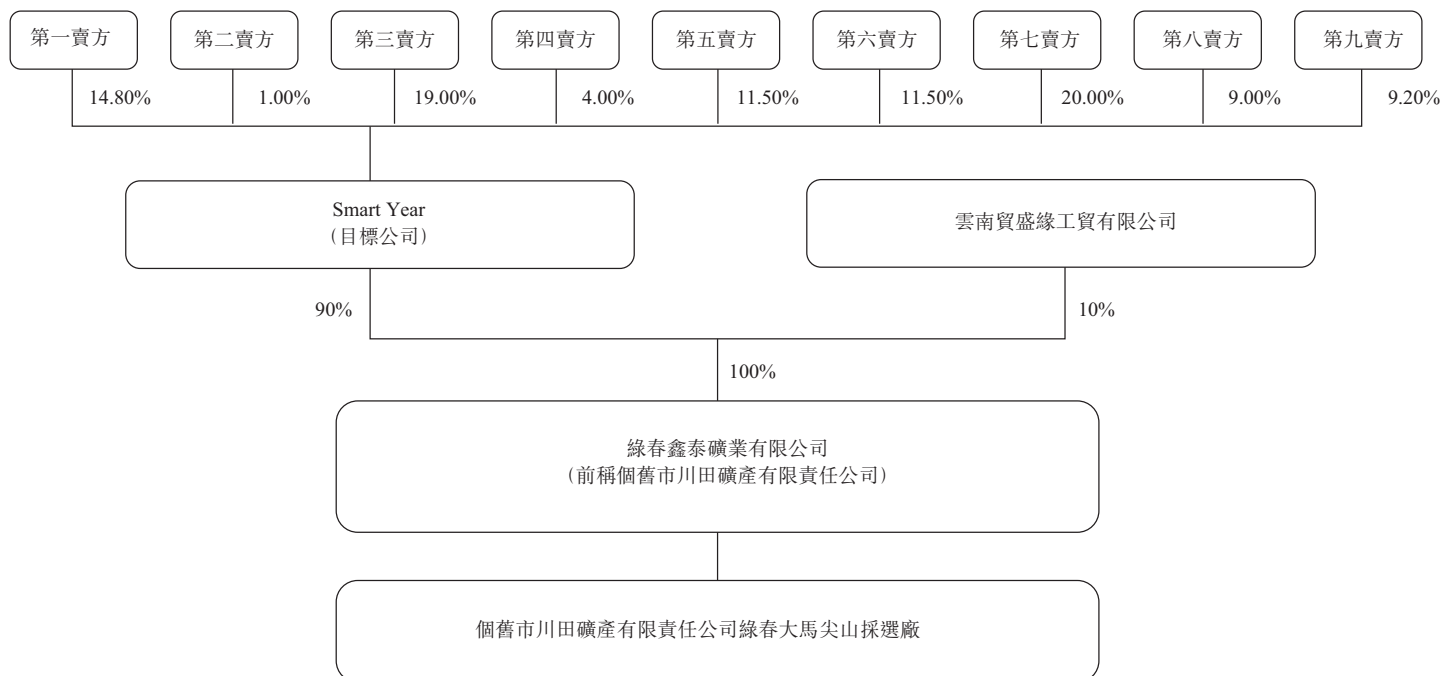 第一賣方
第二賣方
第三賣方
第四賣方
第五賣方
第六賣方
第七賣方
第八賣方
第九賣方
14.80%
1.00%
19.00%
4.00%
11.50%
11.50%
20.00%
9.00%
9.20%
Smart Year
(目標公司)
雲南貿盛緣工貿有限公司
90%
10%
100%
綠春鑫泰礦業有限公司
(前稱個舊市川田礦產有限責任公司)
個舊市川田礦產有限責任公司綠春大馬尖山採選廠